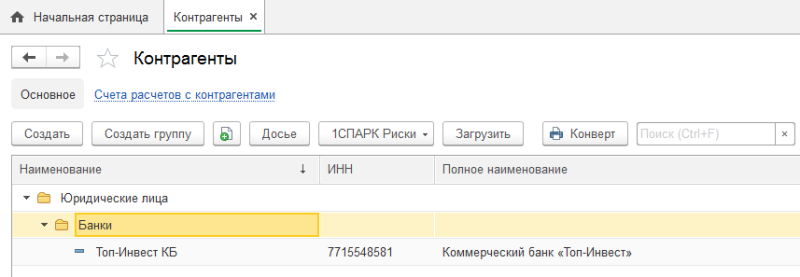 Начальная страница Контрагенты ×
Контрагенты
Основное Счета расчетов с контрагентами
Создать Создать группу Досье 1СПАРК Риски Загрузить Конверт Поиск (Ctrl+F) ×
Наименование ↓ ИНН Полное наименование
Юридические лица
Банки
Топ-Инвест КБ 7715548581 Коммерческий банк «Топ-Инвест»